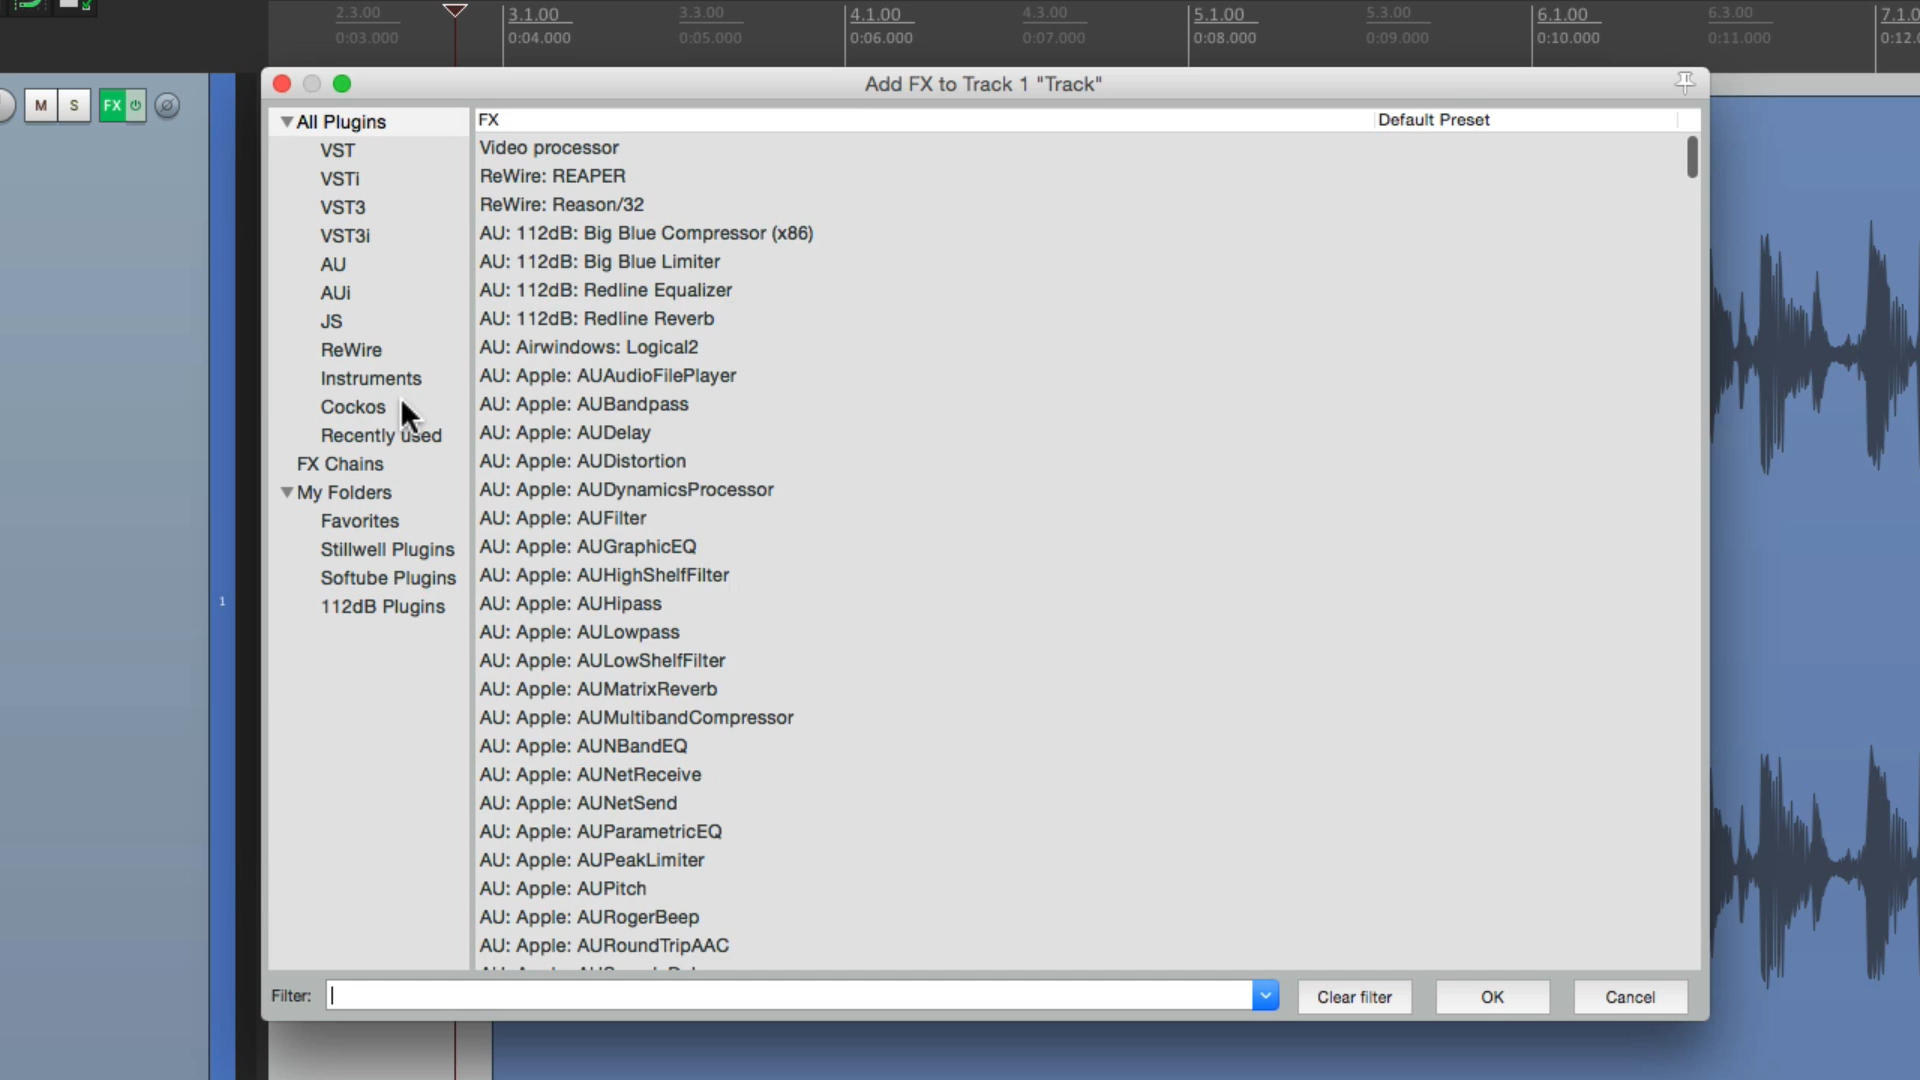 2.3.00 3.1.00 3.3.00 4.1.00 4.3.00 5.1.00 5.3.00 6.1.00 6.3.00
0:03.000 0:04.000 0:05.000 0:06.000 0:07.000 0:08.000 0:09.000 0:10.000 0:11.000
Add FX to Track 1 "Track"
M S FX
1
All Plugins
VST
VSTi
VST3
VST3i
AU
AUi
JS
ReWire
Instruments
Cockos
Recently used
FX Chains
My Folders
Favorites
Stillwell Plugins
Softube Plugins
112dB Plugins
FX Default Preset
Video processor
ReWire: REAPER
ReWire: Reason/32
AU: 112dB: Big Blue Compressor (x86)
AU: 112dB: Big Blue Limiter
AU: 112dB: Redline Equalizer
AU: 112dB: Redline Reverb
AU: Airwindows: Logical2
AU: Apple: AUAudioFilePlayer
AU: Apple: AUBandpass
AU: Apple: AUDelay
AU: Apple: AUDistortion
AU: Apple: AUDynamicsProcessor
AU: Apple: AUFilter
AU: Apple: AUGraphicEQ
AU: Apple: AUHighShelfFilter
AU: Apple: AUHipass
AU: Apple: AULowpass
AU: Apple: AULowShelfFilter
AU: Apple: AUMatrixReverb
AU: Apple: AUMultibandCompressor
AU: Apple: AUNBandEQ
AU: Apple: AUNetReceive
AU: Apple: AUNetSend
AU: Apple: AUParametricEQ
AU: Apple: AUPeakLimiter
AU: Apple: AUPitch
AU: Apple: AURogerBeep
AU: Apple: AURoundTripAAC
Filter: Clear filter OK Cancel